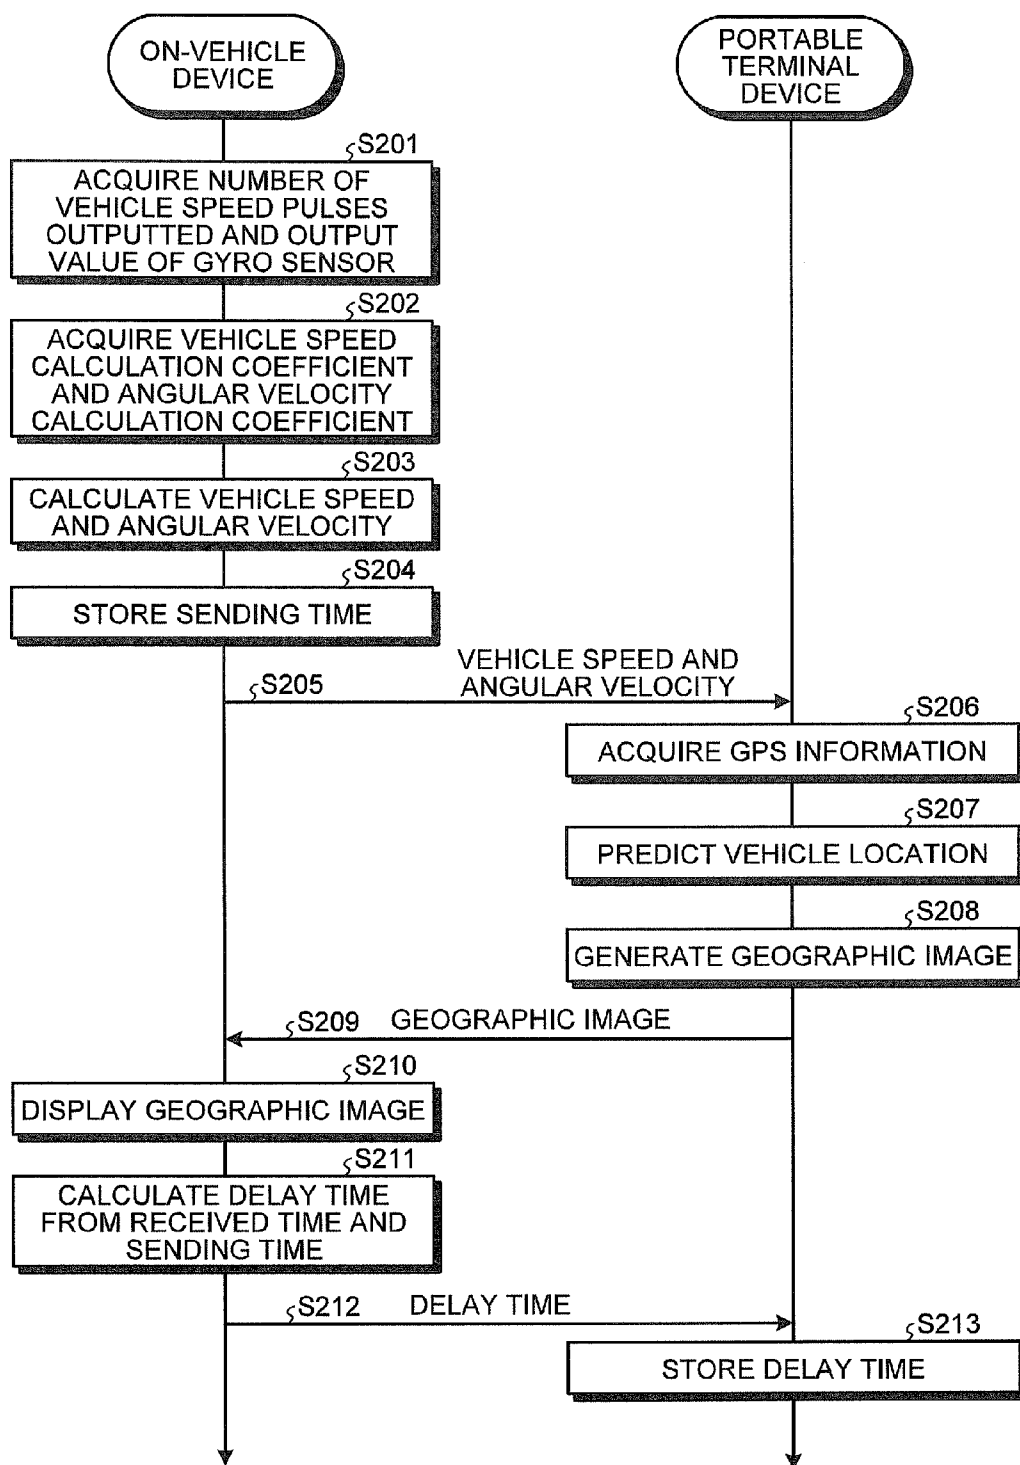 ON-VEHICLE
DEVICE
PORTABLE
TERMINAL
DEVICE
S201
ACQUIRE NUMBER OF
VEHICLE SPEED PULSES
OUTPUTTED AND OUTPUT
VALUE OF GYRO SENSOR
S202
ACQUIRE VEHICLE SPEED
CALCULATION COEFFICIENT
AND ANGULAR VELOCITY
CALCULATION COEFFICIENT
S203
CALCULATE VEHICLE SPEED
AND ANGULAR VELOCITY
S204
STORE SENDING TIME
S205
VEHICLE SPEED AND
ANGULAR VELOCITY
S206
ACQUIRE GPS INFORMATION
S207
PREDICT VEHICLE LOCATION
S208
GENERATE GEOGRAPHIC IMAGE
S209
GEOGRAPHIC IMAGE
S210
DISPLAY GEOGRAPHIC IMAGE
S211
CALCULATE DELAY TIME
FROM RECEIVED TIME AND
SENDING TIME
S212
DELAY TIME
S213
STORE DELAY TIME